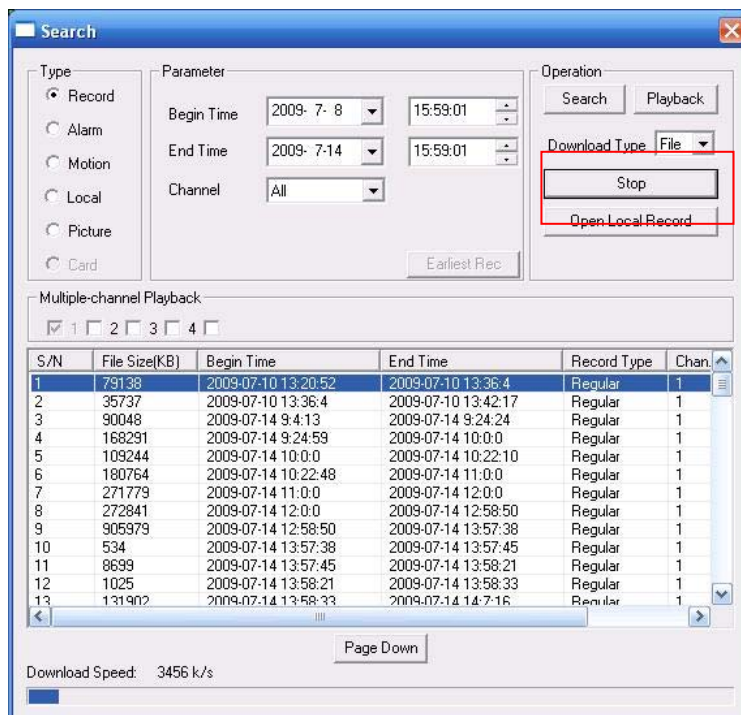 Search
Type
Record
Alarm
Motion
Local
Picture
Card
Parameter
Begin Time 2009- 7- 8 15:59:01
End Time 2009- 7-14 15:59:01
Channel All
Earliest Rec
Operation
Search Playback
Download Type File
Stop
Open Local Record
Multiple-channel Playback
1 2 3 4
S/N File Size(KB) Begin Time End Time Record Type Chan.
1 79138 2009-07-10 13:20:52 2009-07-10 13:36:4 Regular 1
2 35737 2009-07-10 13:36:4 2009-07-10 13:42:17 Regular 1
3 90048 2009-07-14 9:4:13 2009-07-14 9:24:24 Regular 1
4 168291 2009-07-14 9:24:59 2009-07-14 10:0:0 Regular 1
5 109244 2009-07-14 10:0:0 2009-07-14 10:22:10 Regular 1
6 180764 2009-07-14 10:22:48 2009-07-14 11:0:0 Regular 1
7 271779 2009-07-14 11:0:0 2009-07-14 12:0:0 Regular 1
8 272841 2009-07-14 12:0:0 2009-07-14 12:58:50 Regular 1
9 905979 2009-07-14 12:58:50 2009-07-14 13:57:38 Regular 1
10 534 2009-07-14 13:57:38 2009-07-14 13:57:45 Regular 1
11 8699 2009-07-14 13:57:45 2009-07-14 13:58:21 Regular 1
12 1025 2009-07-14 13:58:21 2009-07-14 13:58:33 Regular 1
13 131902 2009-07-14 13:58:33 2009-07-14 14:7:16 Regular 1
Page Down
Download Speed: 3456 k/s